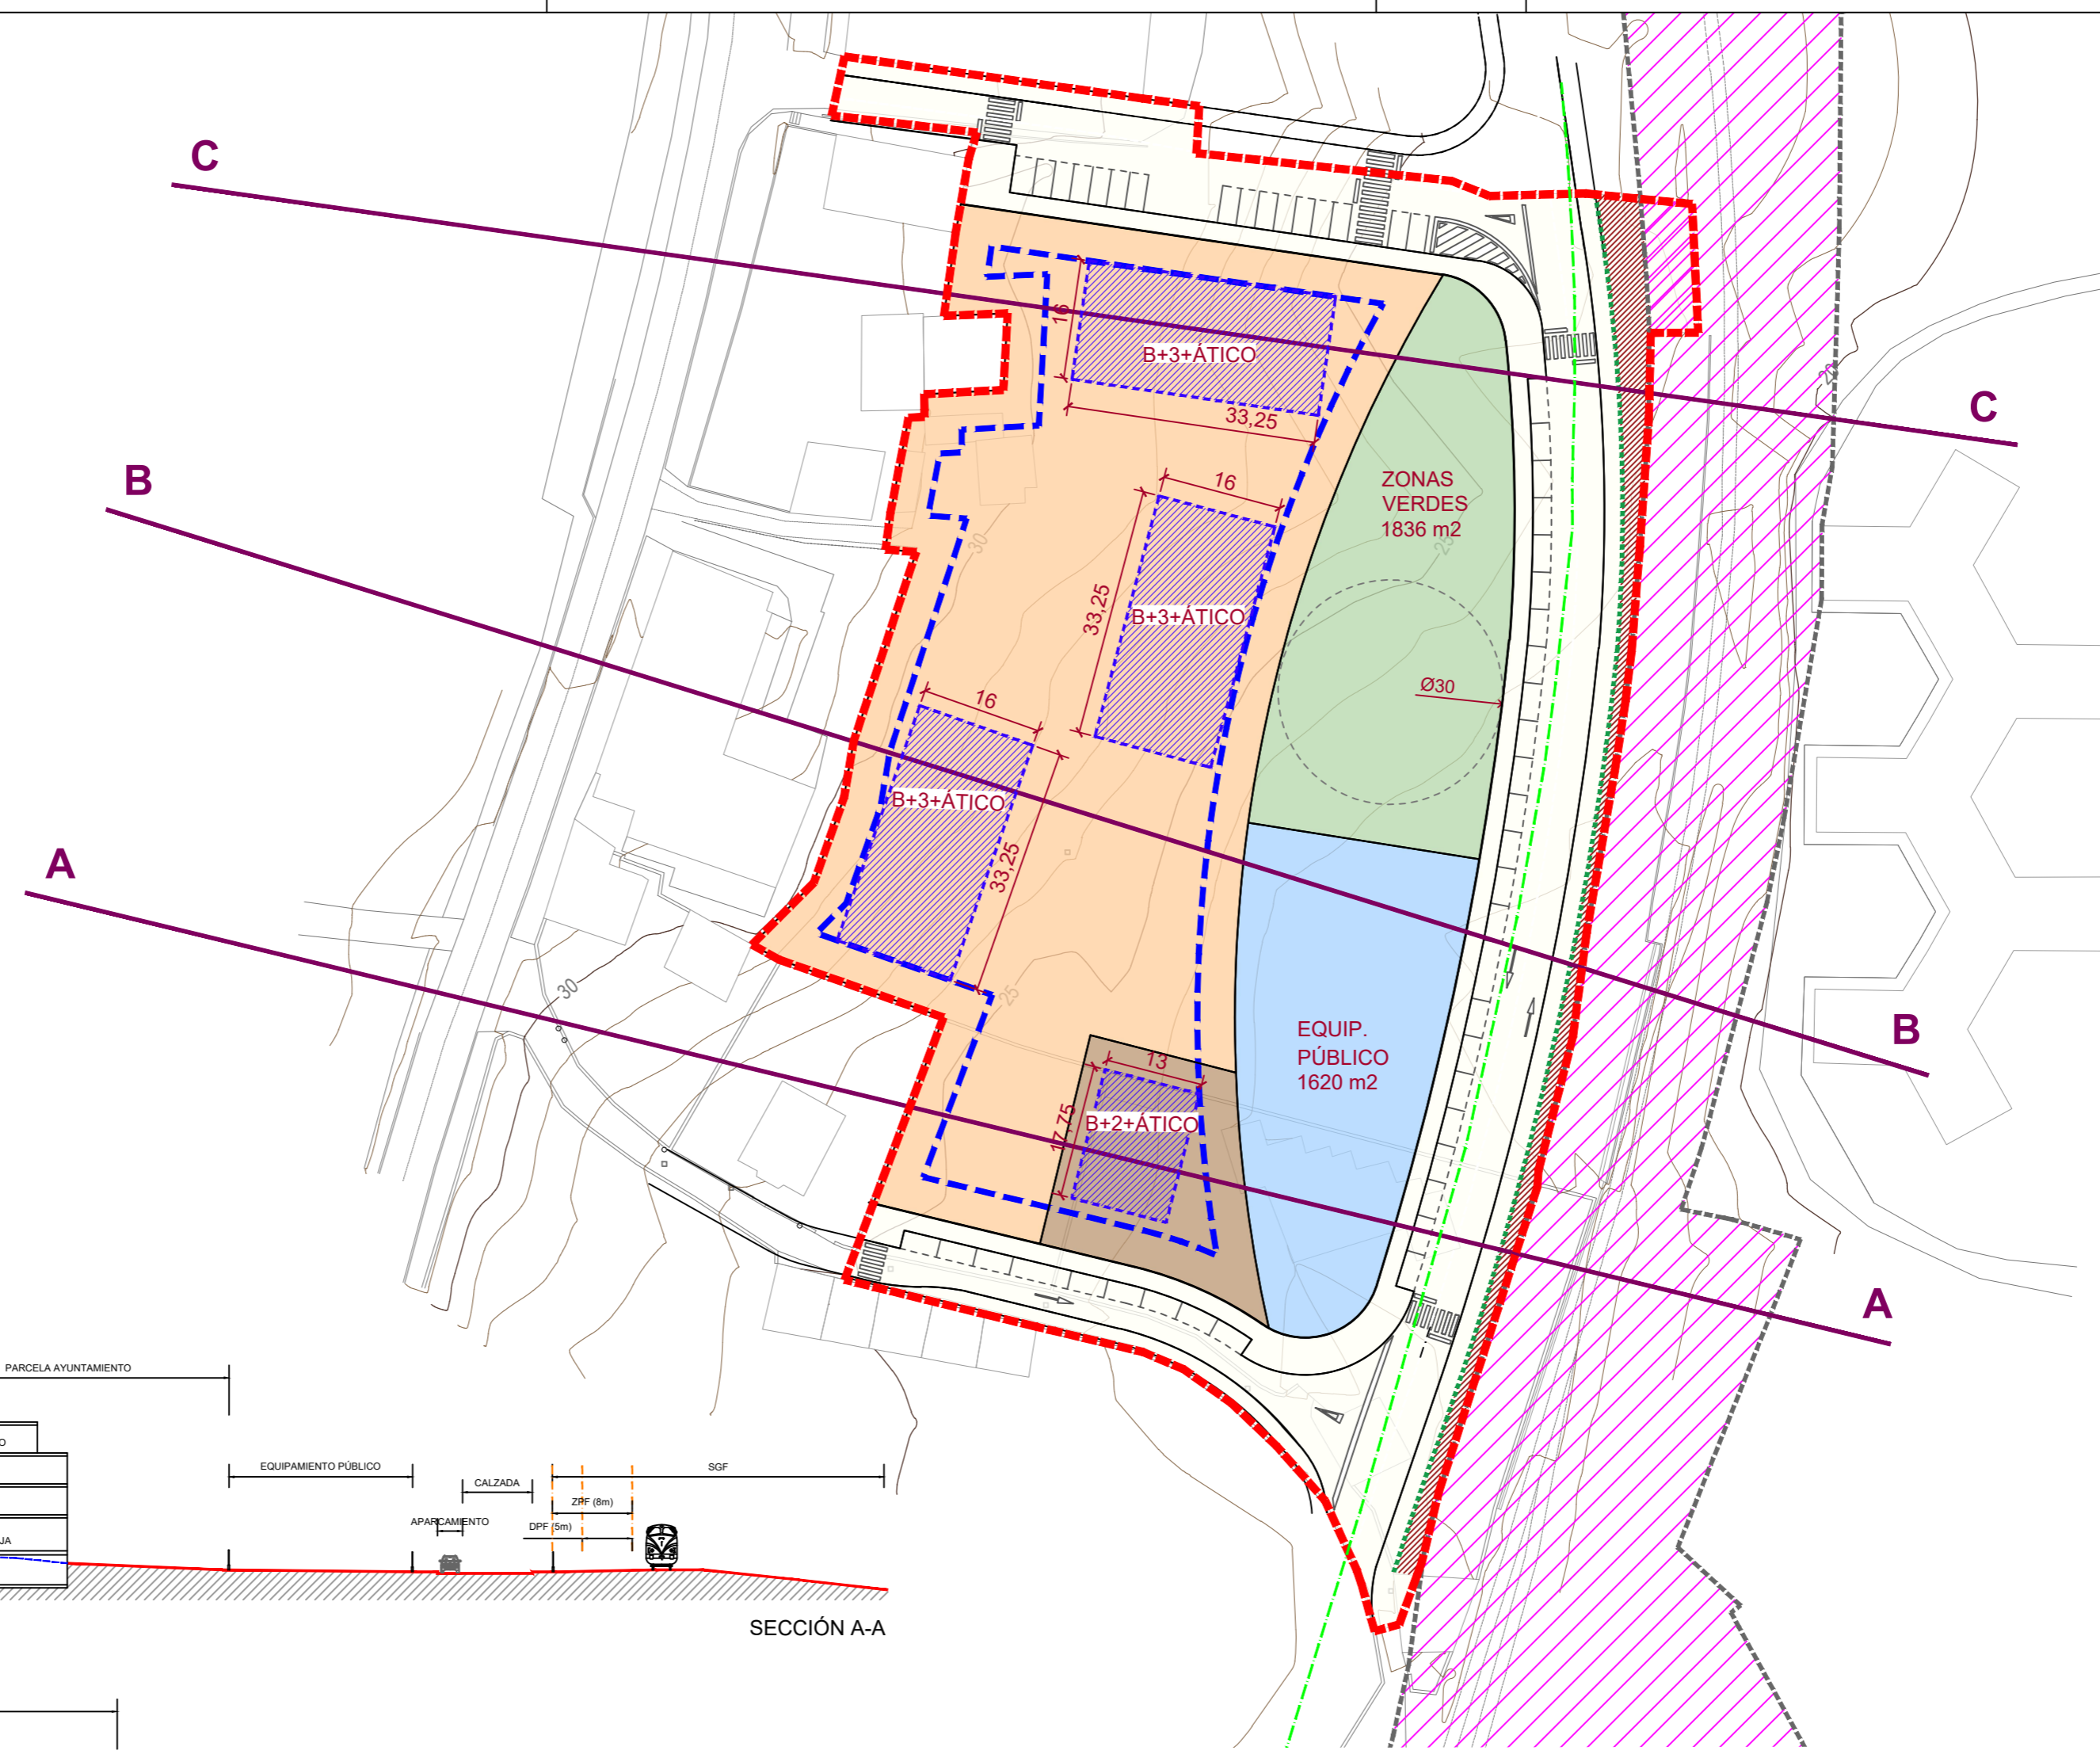 C
16
B+3+ÁTICO
33,25
C
B
ZONAS
VERDES
1836 m2
16
30
25
33,25
B+3+ÁTICO
Ø30
16
B+3+ÁTICO
33,25
A
30
25
EQUIP.
PÚBLICO
1620 m2
B
13
17,75
B+2+ÁTICO
A
PARCELA AYUNTAMIENTO
O
EQUIPAMIENTO PÚBLICO
SGF
CALZADA
ZPF (8m)
APARCAMIENTO
DPF (5m)
JA
SECCIÓN A-A